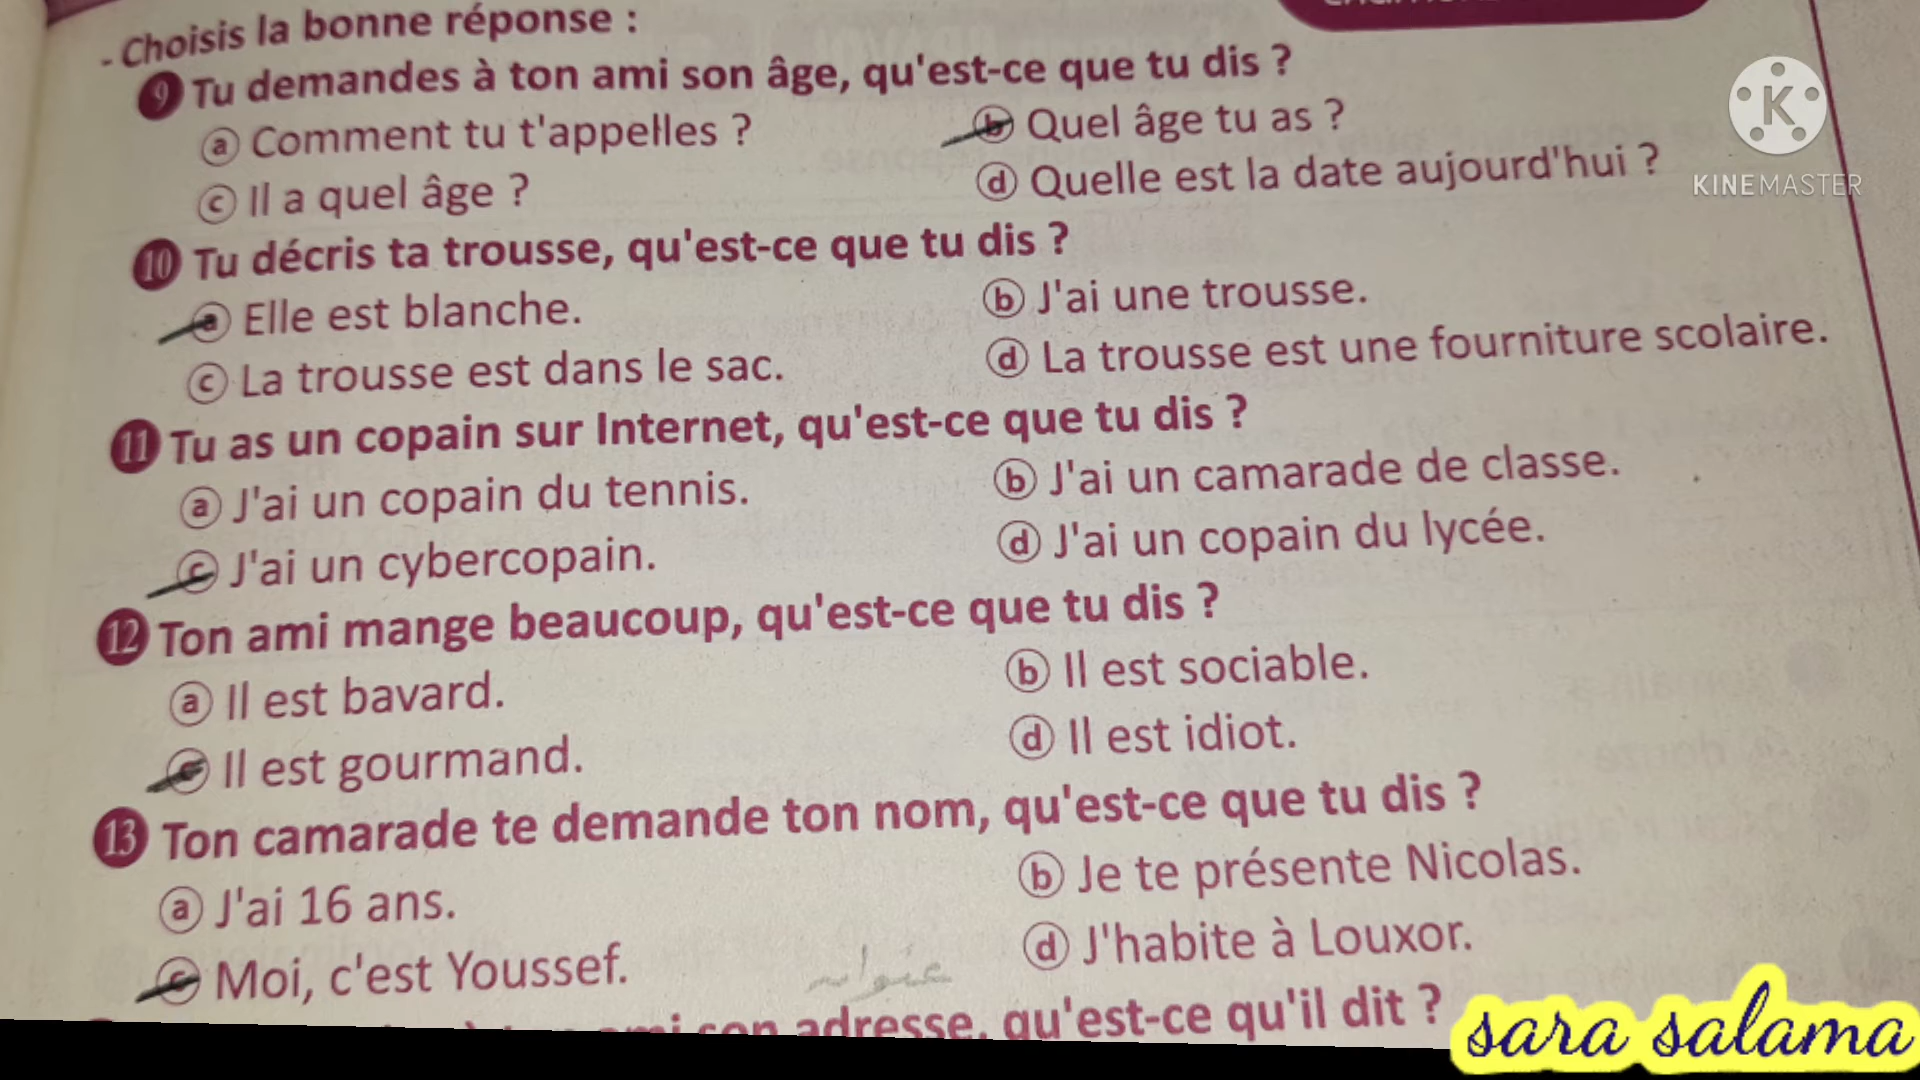 - Choisis la bonne réponse :
9 Tu demandes à ton ami son âge, qu'est-ce que tu dis ?
a Comment tu t'appelles ?
b Quel âge tu as ?
c Il a quel âge ?
d Quelle est la date aujourd'hui ?
10 Tu décris ta trousse, qu'est-ce que tu dis ?
a Elle est blanche.
b J'ai une trousse.
c La trousse est dans le sac.
d La trousse est une fourniture scolaire.
11 Tu as un copain sur Internet, qu'est-ce que tu dis ?
a J'ai un copain du tennis.
b J'ai un camarade de classe.
c J'ai un cybercopain.
d J'ai un copain du lycée.
12 Ton ami mange beaucoup, qu'est-ce que tu dis ?
a Il est bavard.
b Il est sociable.
c Il est gourmand.
d Il est idiot.
13 Ton camarade te demande ton nom, qu'est-ce que tu dis ?
a J'ai 16 ans.
b Je te présente Nicolas.
c Moi, c'est Youssef.
d J'habite à Louxor.
عنوانه
ami son adresse, qu'est-ce qu'il dit ?
K
KINEMASTER
sara salama